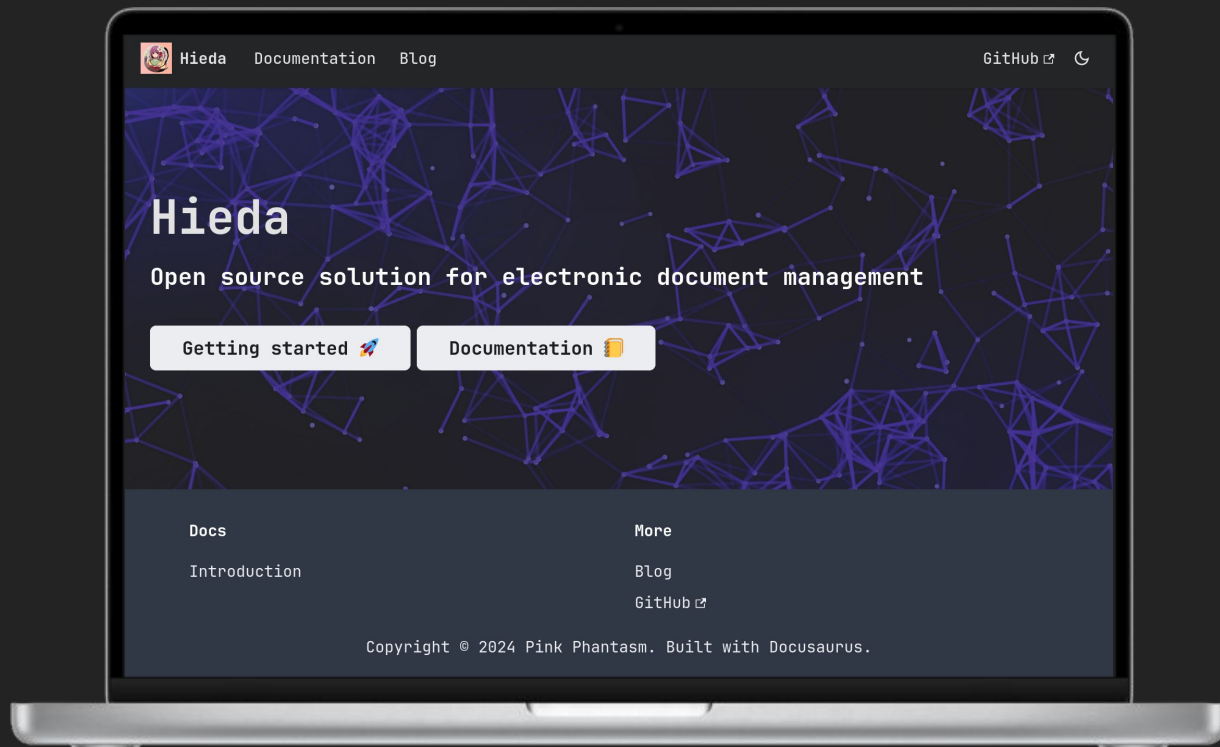 Hieda Documentation Blog GitHub
Hieda
Open source solution for electronic document management
Getting started 🚀 Documentation 📒
Docs More
Introduction Blog
GitHub
Copyright © 2024 Pink Phantasm. Built with Docusaurus.